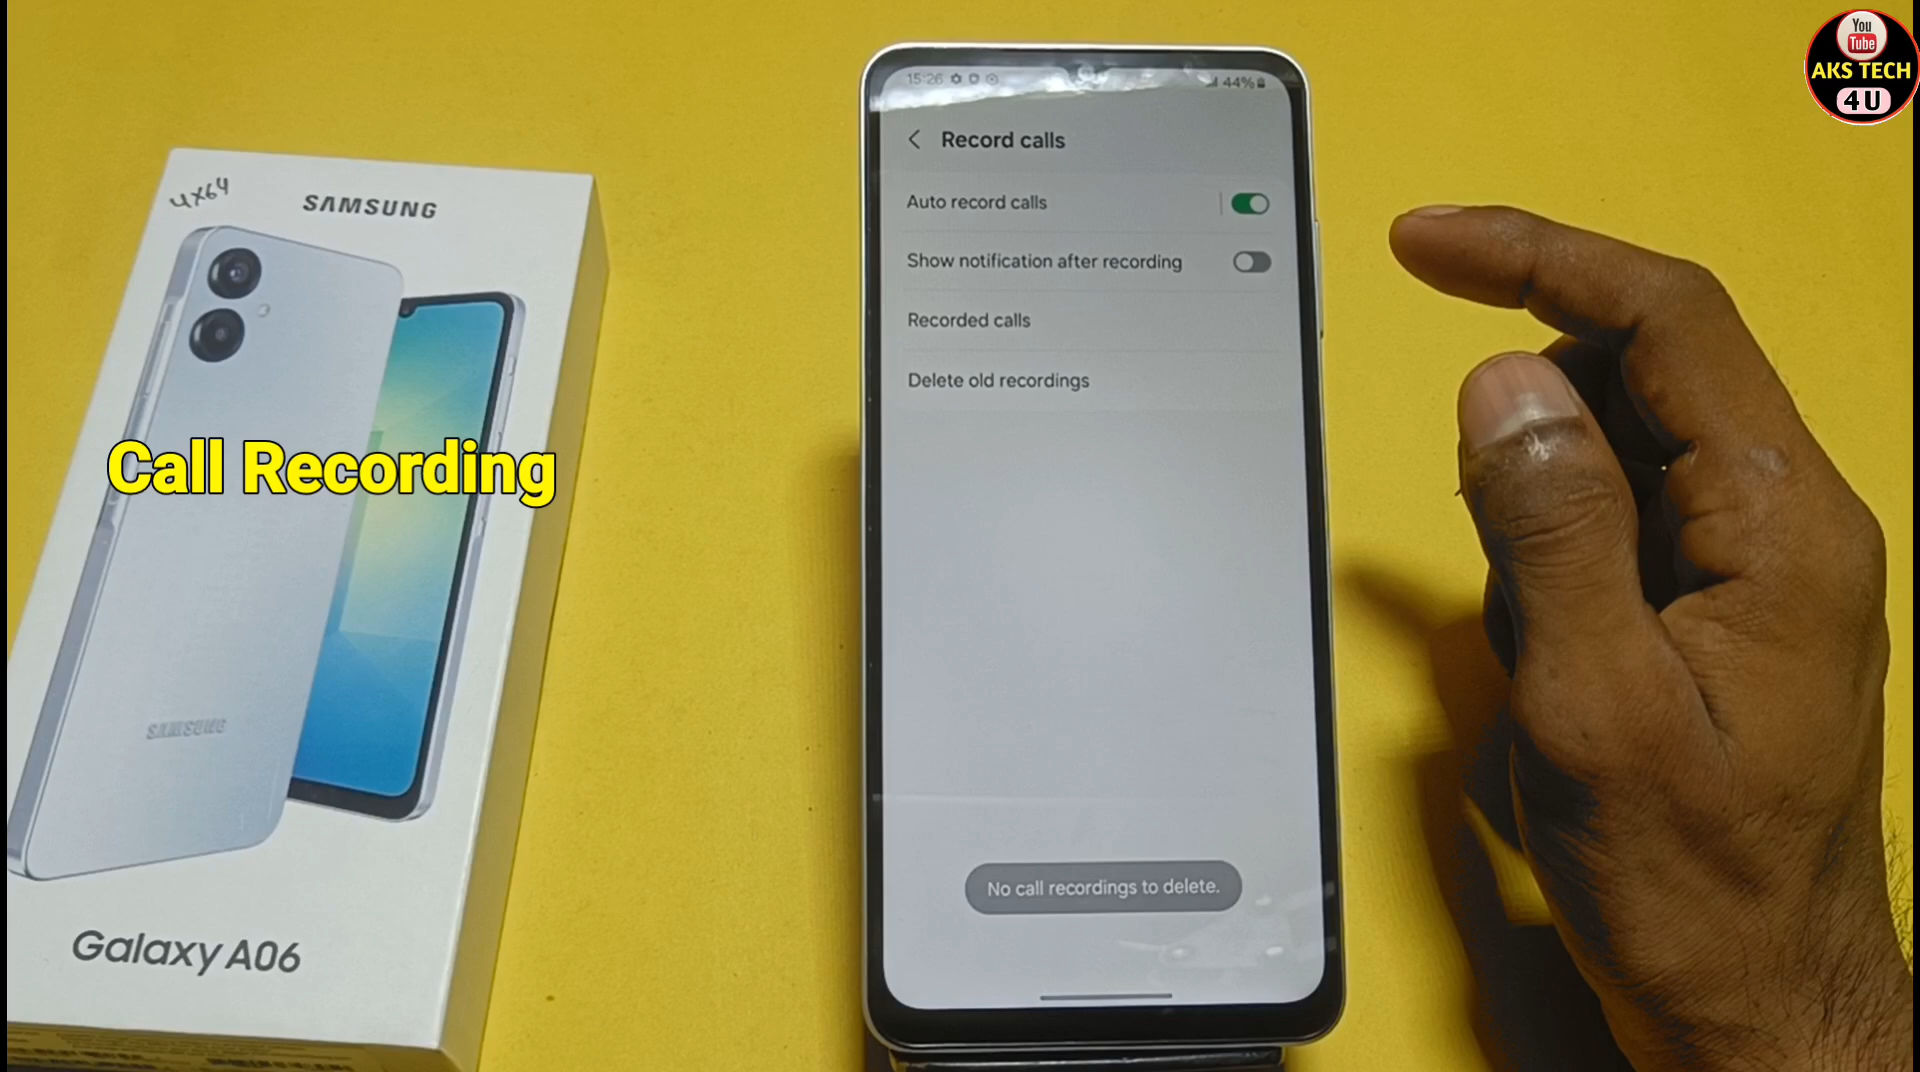 You
Tube
AKS TECH
4U
15:26
44%
Record calls
Auto record calls
Show notification after recording
Recorded calls
Delete old recordings
No call recordings to delete.
4x64
SAMSUNG
Call Recording
SAMSUNG
Galaxy A06